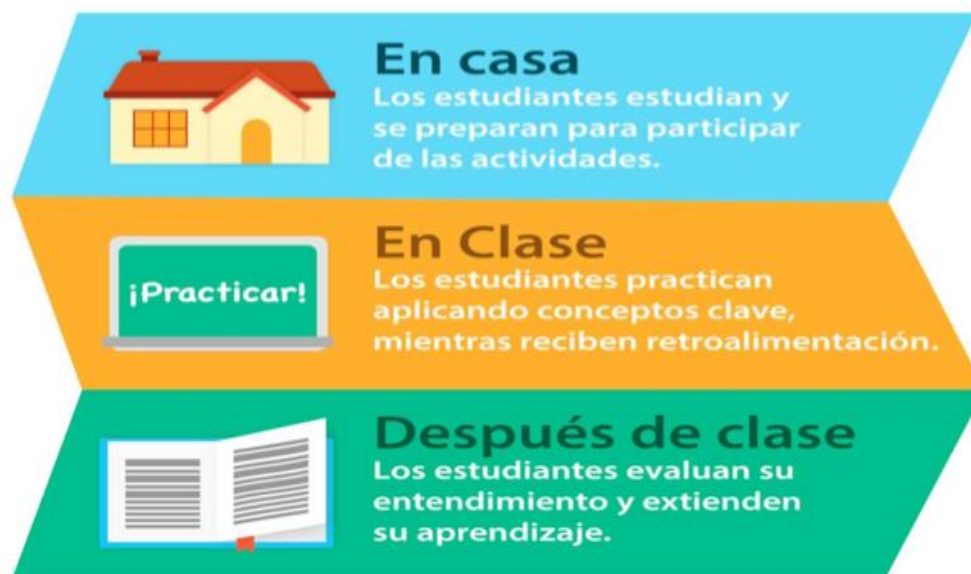 En casa
Los estudiantes estudian y
se preparan para participar
de las actividades.
¡Practicar!
En Clase
Los estudiantes practican
aplicando conceptos clave,
mientras reciben retroalimentación.
Después de clase
Los estudiantes evaluan su
entendimiento y extienden
su aprendizaje.